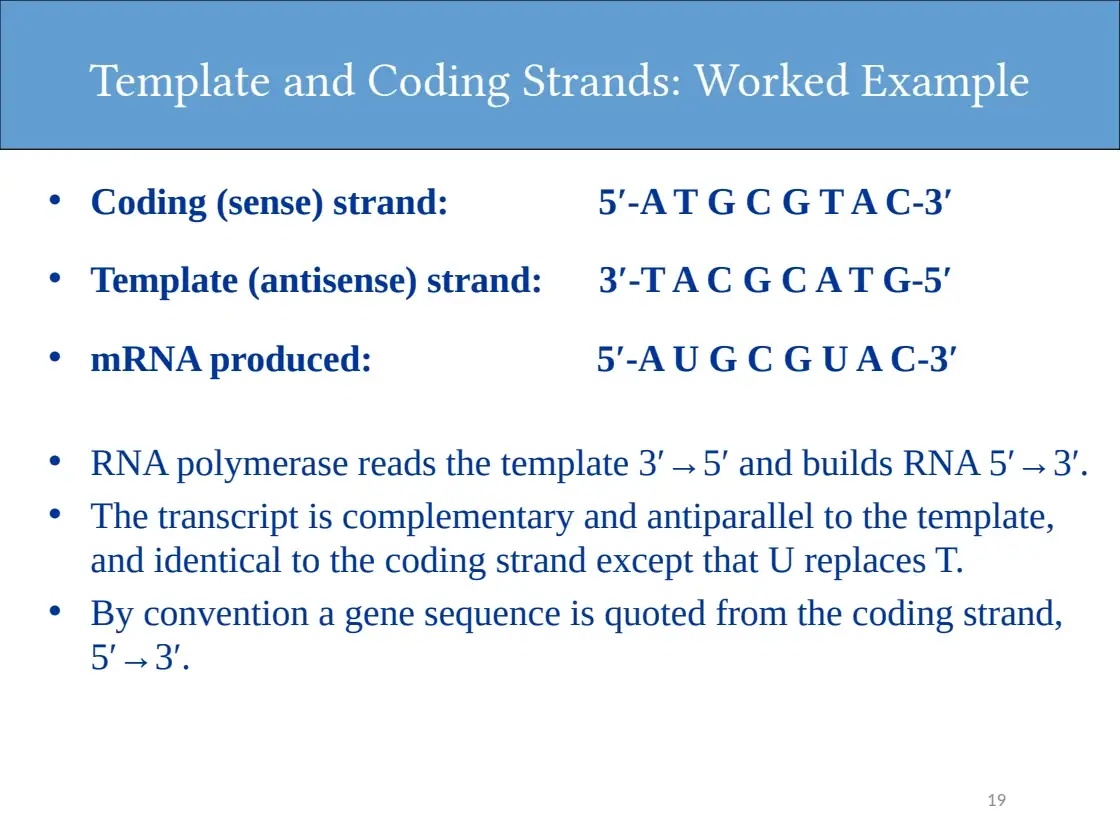 Template and Coding Strands: Worked Example
• Coding (sense) strand: 5′-A T G C G T A C-3′
• Template (antisense) strand: 3′-T A C G C A T G-5′
• mRNA produced: 5′-A U G C G U A C-3′
• RNA polymerase reads the template 3′→5′ and builds RNA 5′→3′.
• The transcript is complementary and antiparallel to the template,
and identical to the coding strand except that U replaces T.
• By convention a gene sequence is quoted from the coding strand,
5′→3′.
19